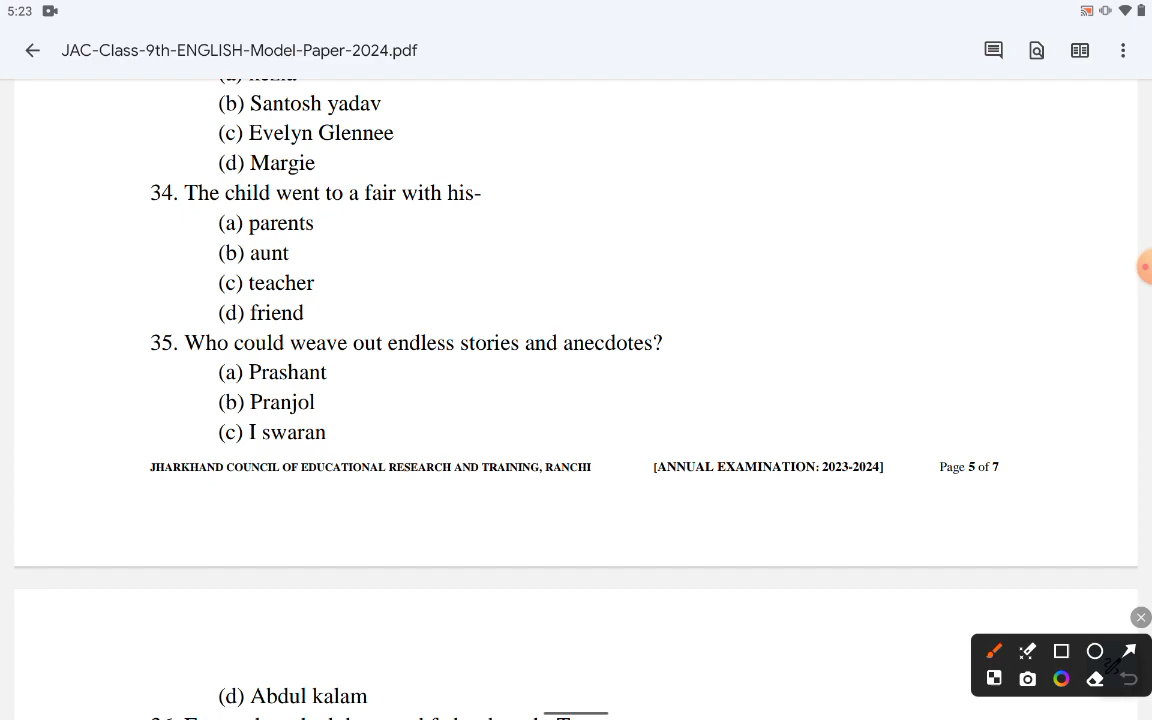 5:23
JAC-Class-9th-ENGLISH-Model-Paper-2024.pdf
(b) Santosh yadav
(c) Evelyn Glennee
(d) Margie
34. The child went to a fair with his-
(a) parents
(b) aunt
(c) teacher
(d) friend
35. Who could weave out endless stories and anecdotes?
(a) Prashant
(b) Pranjol
(c) I swaran
JHARKHAND COUNCIL OF EDUCATIONAL RESEARCH AND TRAINING, RANCHI [ANNUAL EXAMINATION: 2023-2024] Page 5 of 7
(d) Abdul kalam